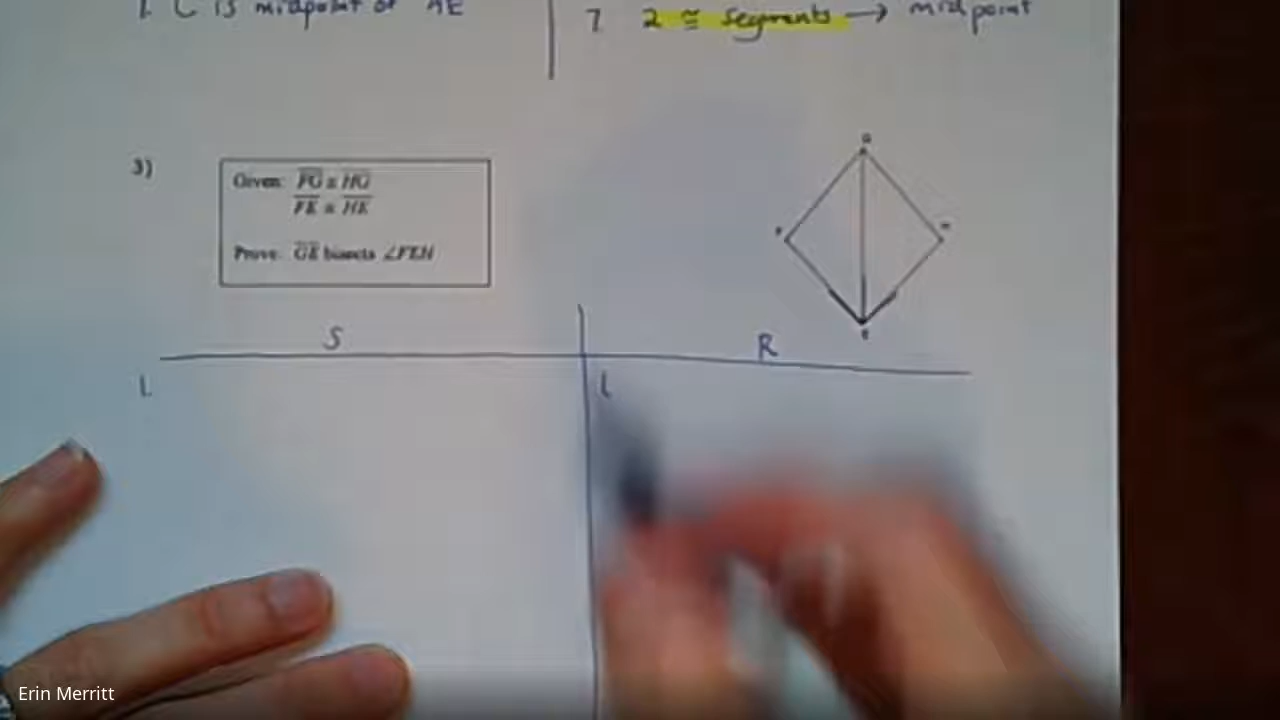 1. C is midpoint of AE
7. 2 ≅ segments → midpoint
3)
Given: FG ≅ HG
FE ≅ HE
Prove: GE bisects ∠FEH
G
F
H
E
S
R
1.
1
Erin Merritt